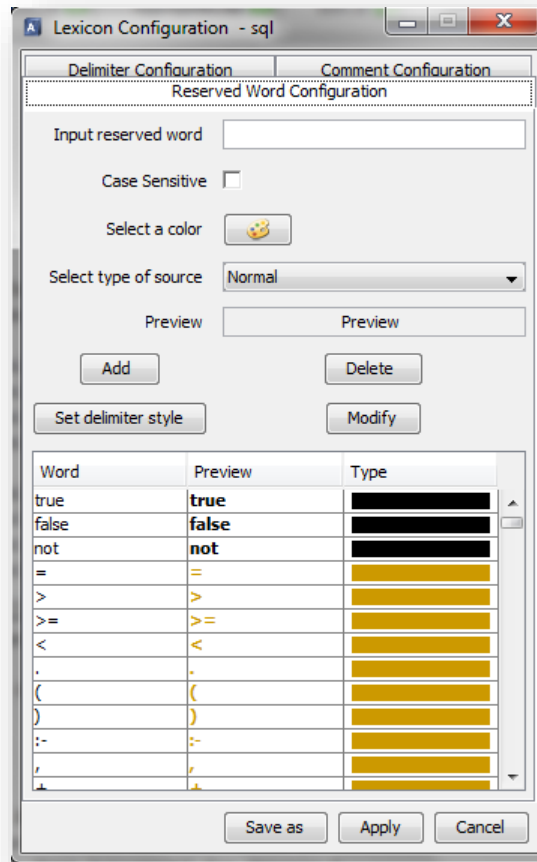 Lexicon Configuration - sql
Delimiter Configuration Comment Configuration
Reserved Word Configuration
Input reserved word
Case Sensitive
Select a color
Select type of source Normal
Preview Preview
Add Delete
Set delimiter style Modify
Word Preview Type
true true
false false
not not
= =
> >
>= >=
< <
. .
( (
) )
:- :-
, ,
+ +
Save as Apply Cancel